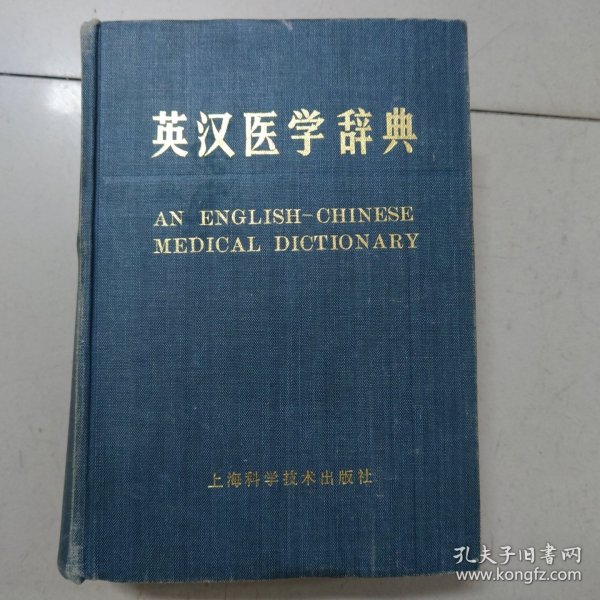 英汉医学辞典
AN ENGLISH-CHINESE
MEDICAL DICTIONARY
上海科学技术出版社
孔夫子旧书网
www.kongfz.com